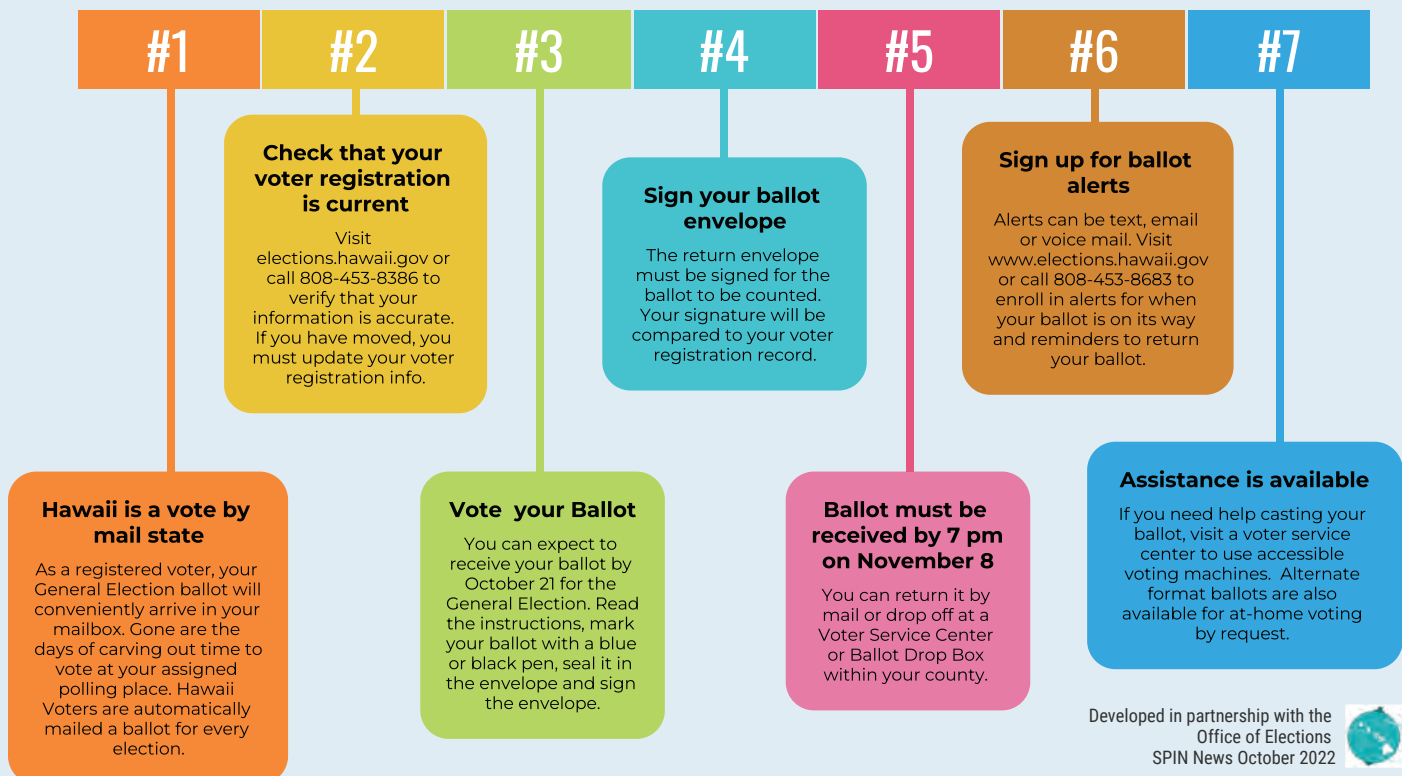 #1
Hawaii is a vote by
mail state
As a registered voter, your
General Election ballot will
conveniently arrive in your
mailbox. Gone are the
days of carving out time to
vote at your assigned
polling place. Hawaii
Voters are automatically
mailed a ballot for every
election.
#2
Check that your
voter registration
is current
Visit
elections.hawaii.gov or
call 808-453-8386 to
verify that your
information is accurate.
If you have moved, you
must update your voter
registration info.
#3
Vote  your Ballot
You can expect to
receive your ballot by
October 21 for the
General Election. Read
the instructions, mark
your ballot with a blue
or black pen, seal it in
the envelope and sign
the envelope.
#4
Sign your ballot
envelope
The return envelope
must be signed for the
ballot to be counted.
Your signature will be
compared to your voter
registration record.
#5
Ballot must be
received by 7 pm
on November 8
You can return it by
mail or drop off at a
Voter Service Center
or Ballot Drop Box
within your county.
#6
Sign up for ballot
alerts
Alerts can be text, email
or voice mail. Visit
www.elections.hawaii.gov
or call 808-453-8683 to
enroll in alerts for when
your ballot is on its way
and reminders to return
your ballot.
#7
Assistance is available
If you need help casting your
ballot, visit a voter service
center to use accessible
voting machines.  Alternate
format ballots are also
available for at-home voting
by request.
Developed in partnership with the
Office of Elections
SPIN News October 2022